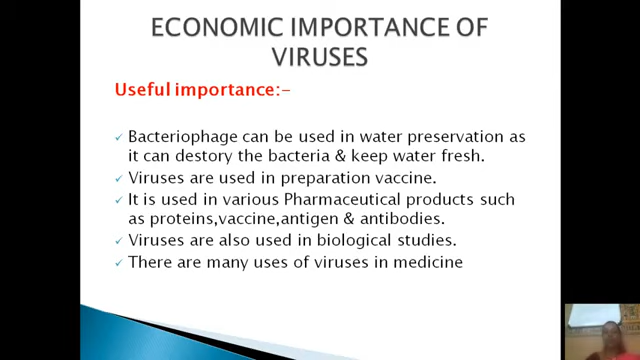 ECONOMIC IMPORTANCE OF
VIRUSES
Useful importance:-
Bacteriophage can be used in water preservation as
it can destory the bacteria & keep water fresh.
Viruses are used in preparation vaccine.
It is used in various Pharmaceutical products such
as proteins,vaccine,antigen & antibodies.
Viruses are also used in biological studies.
There are many uses of viruses in medicine